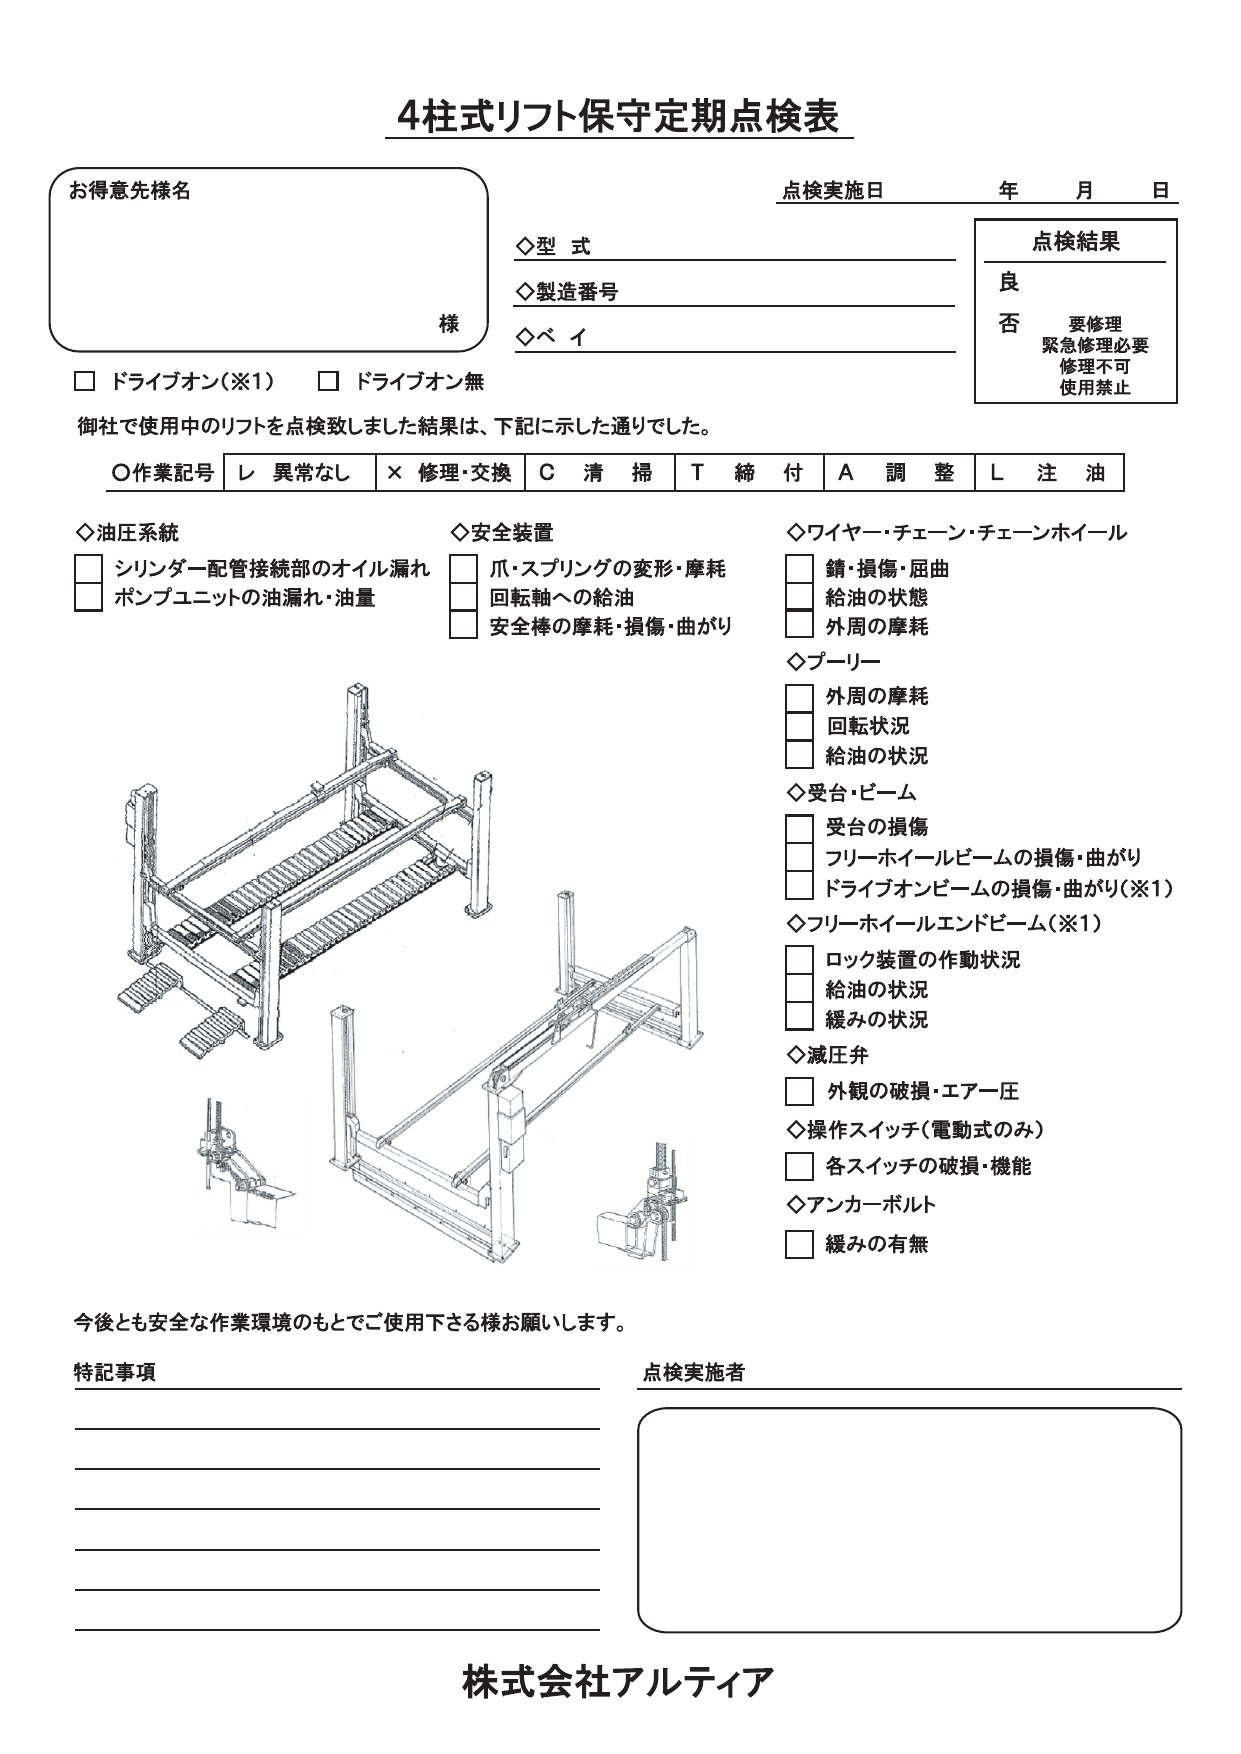 4柱式リフト保守定期点検表
お得意先様名
様
点検実施日 年 月 日
◇型 式
◇製造番号
◇ベ イ
点検結果
良
否 要修理
緊急修理必要
修理不可
使用禁止
□ ドライブオン(※1) □ ドライブオン無
御社で使用中のリフトを点検致しました結果は、下記に示した通りでした。
○作業記号 レ 異常なし × 修理・交換 C 清 掃 T 締 付 A 調 整 L 注 油
◇油圧系統
シリンダー配管接続部のオイル漏れ
ポンプユニットの油漏れ・油量
◇安全装置
爪・スプリングの変形・摩耗
回転軸への給油
安全棒の摩耗・損傷・曲がり
◇ワイヤー・チェーン・チェーンホイール
錆・損傷・屈曲
給油の状態
外周の摩耗
◇プーリー
外周の摩耗
回転状況
給油の状況
◇受台・ビーム
受台の損傷
フリーホイールビームの損傷・曲がり
ドライブオンビームの損傷・曲がり(※1)
◇フリーホイールエンドビーム(※1)
ロック装置の作動状況
給油の状況
緩みの状況
◇減圧弁
外観の破損・エアー圧
◇操作スイッチ(電動式のみ)
各スイッチの破損・機能
◇アンカーボルト
緩みの有無
今後とも安全な作業環境のもとでご使用下さる様お願いします。
特記事項
点検実施者
株式会社アルティア